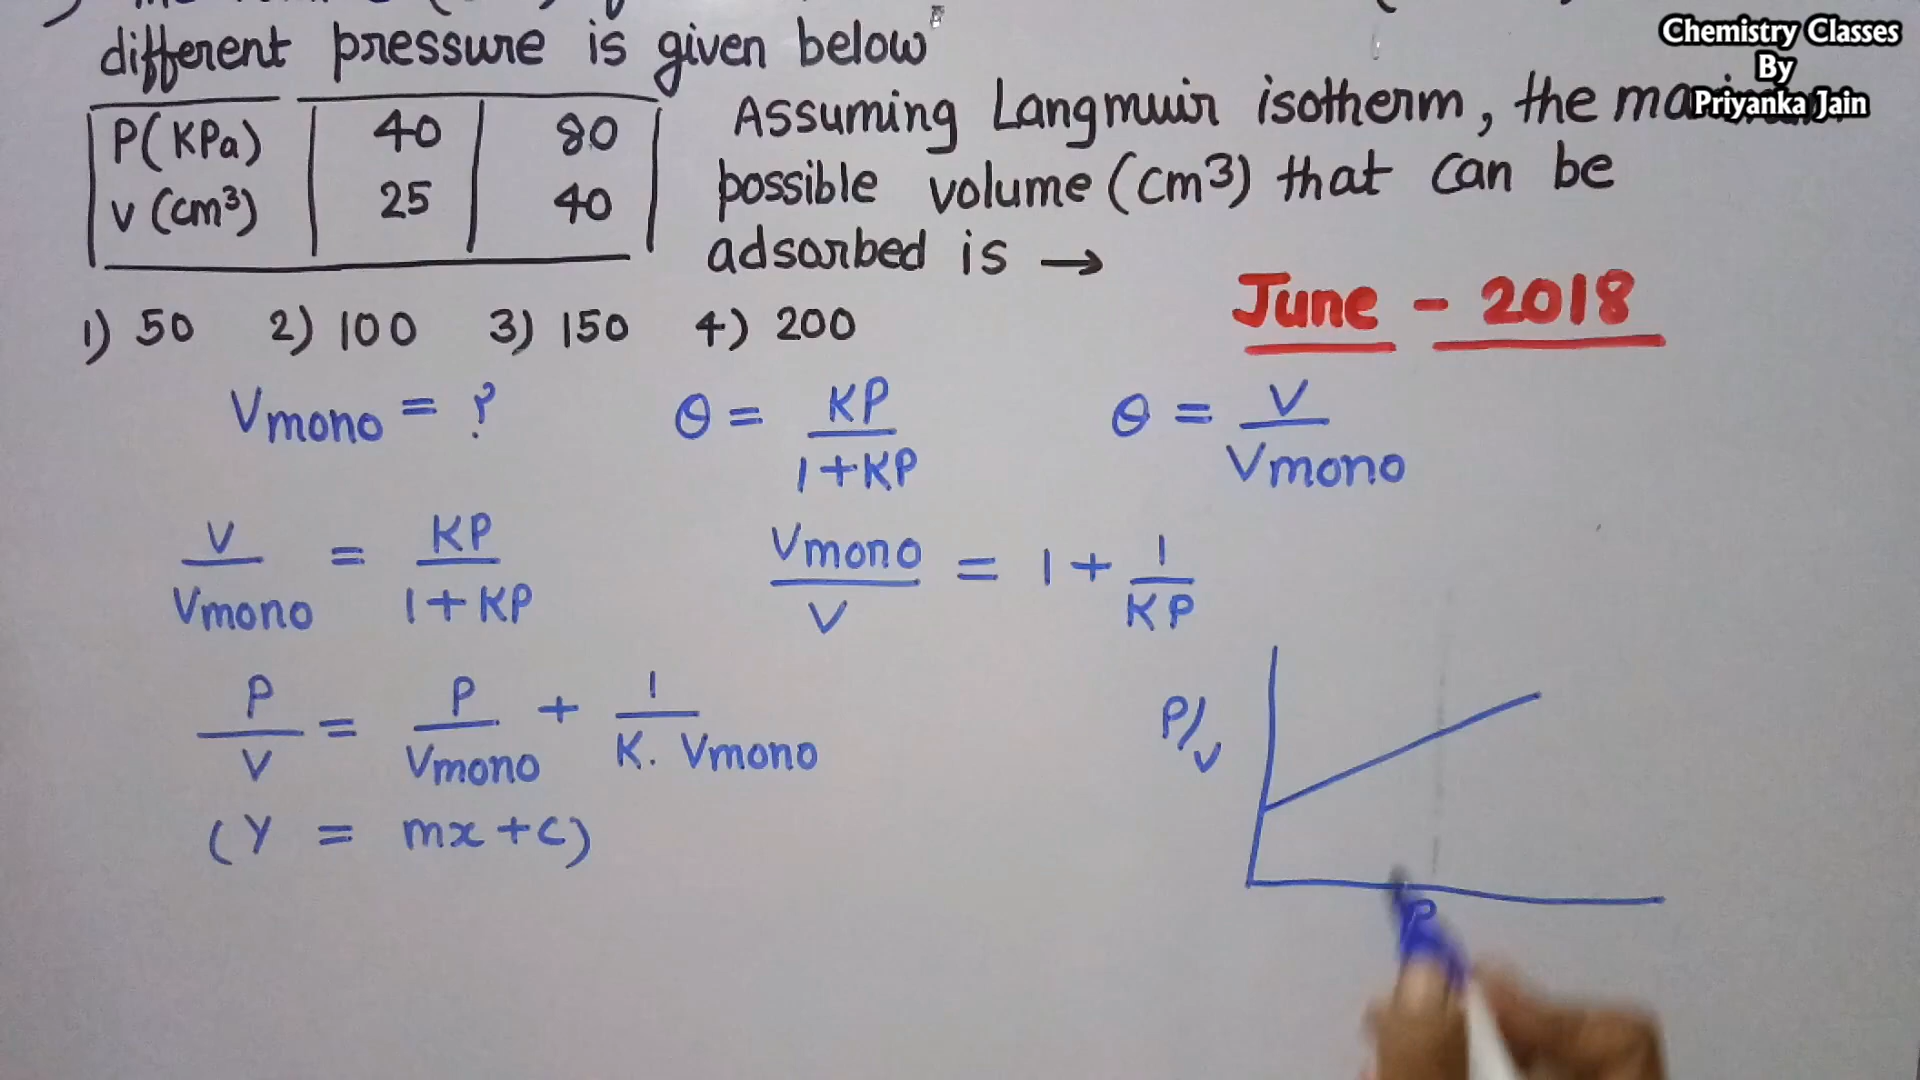 different pressure is given below
P(KPa) 40 80
v (cm³) 25 40
Assuming Langmuir isotherm, the
possible volume (cm3) that can be
adsorbed is →
1) 50 2) 100 3) 150 4) 200
June - 2018
Vmono = ? θ = KP / 1+KP θ = V / Vmono
V / Vmono = KP / 1+KP Vmono / V = 1 + 1 / KP
P / V = P / Vmono + 1 / K. Vmono
(Y = mx + c)
P/V
P
Chemistry Classes
By
Priyanka Jain